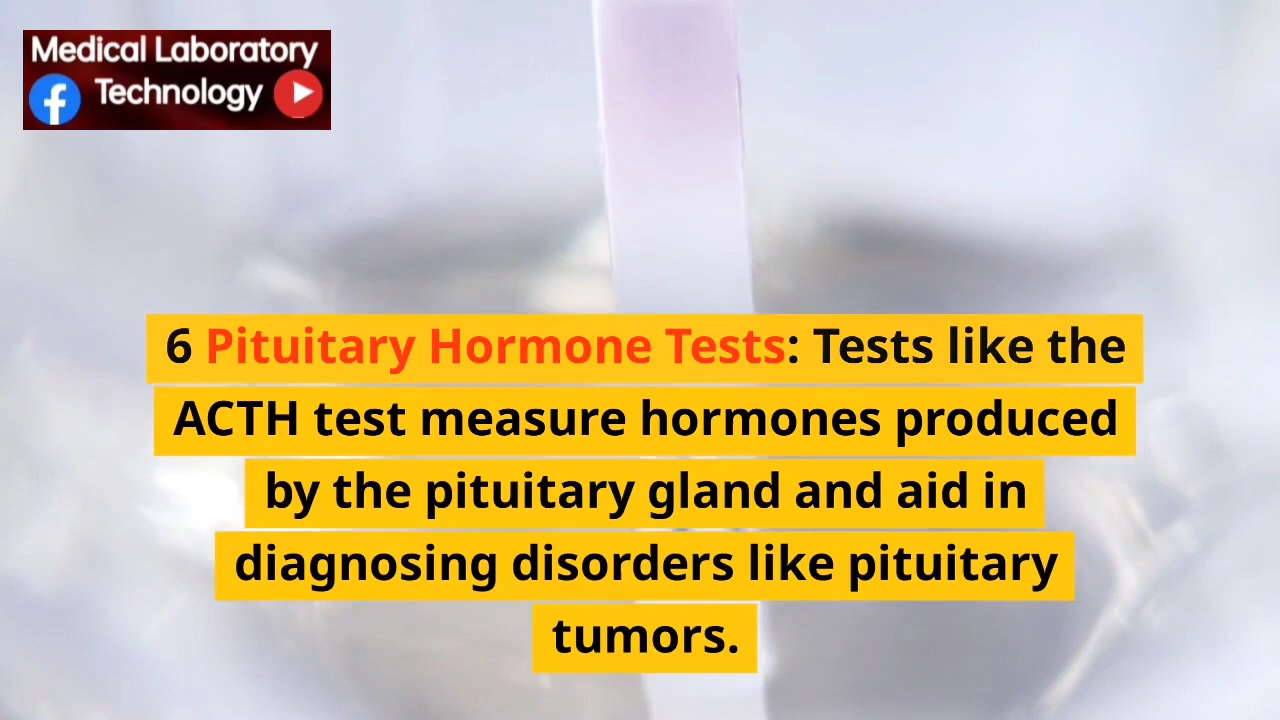 Medical Laboratory
Technology
6 Pituitary Hormone Tests: Tests like the
ACTH test measure hormones produced
by the pituitary gland and aid in
diagnosing disorders like pituitary
tumors.